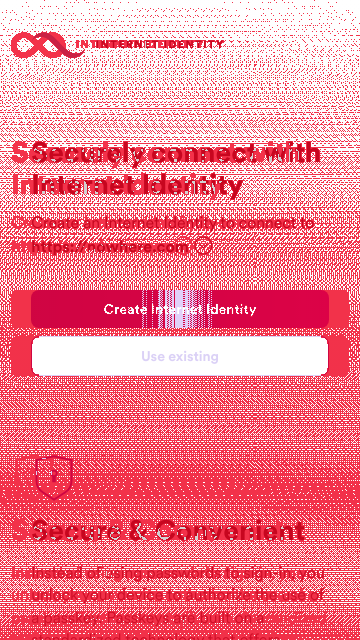 INTERNET IDENTITY
Securely connect with
Internet Identity
Create an Internet Identity to connect to
https://nowhere.com
Create Internet Identity
Use existing
Secure & Convenient
Instead of using passwords to sign-in, you
unlock your device to authorize the use of
a passkey. Passkeys are built on a